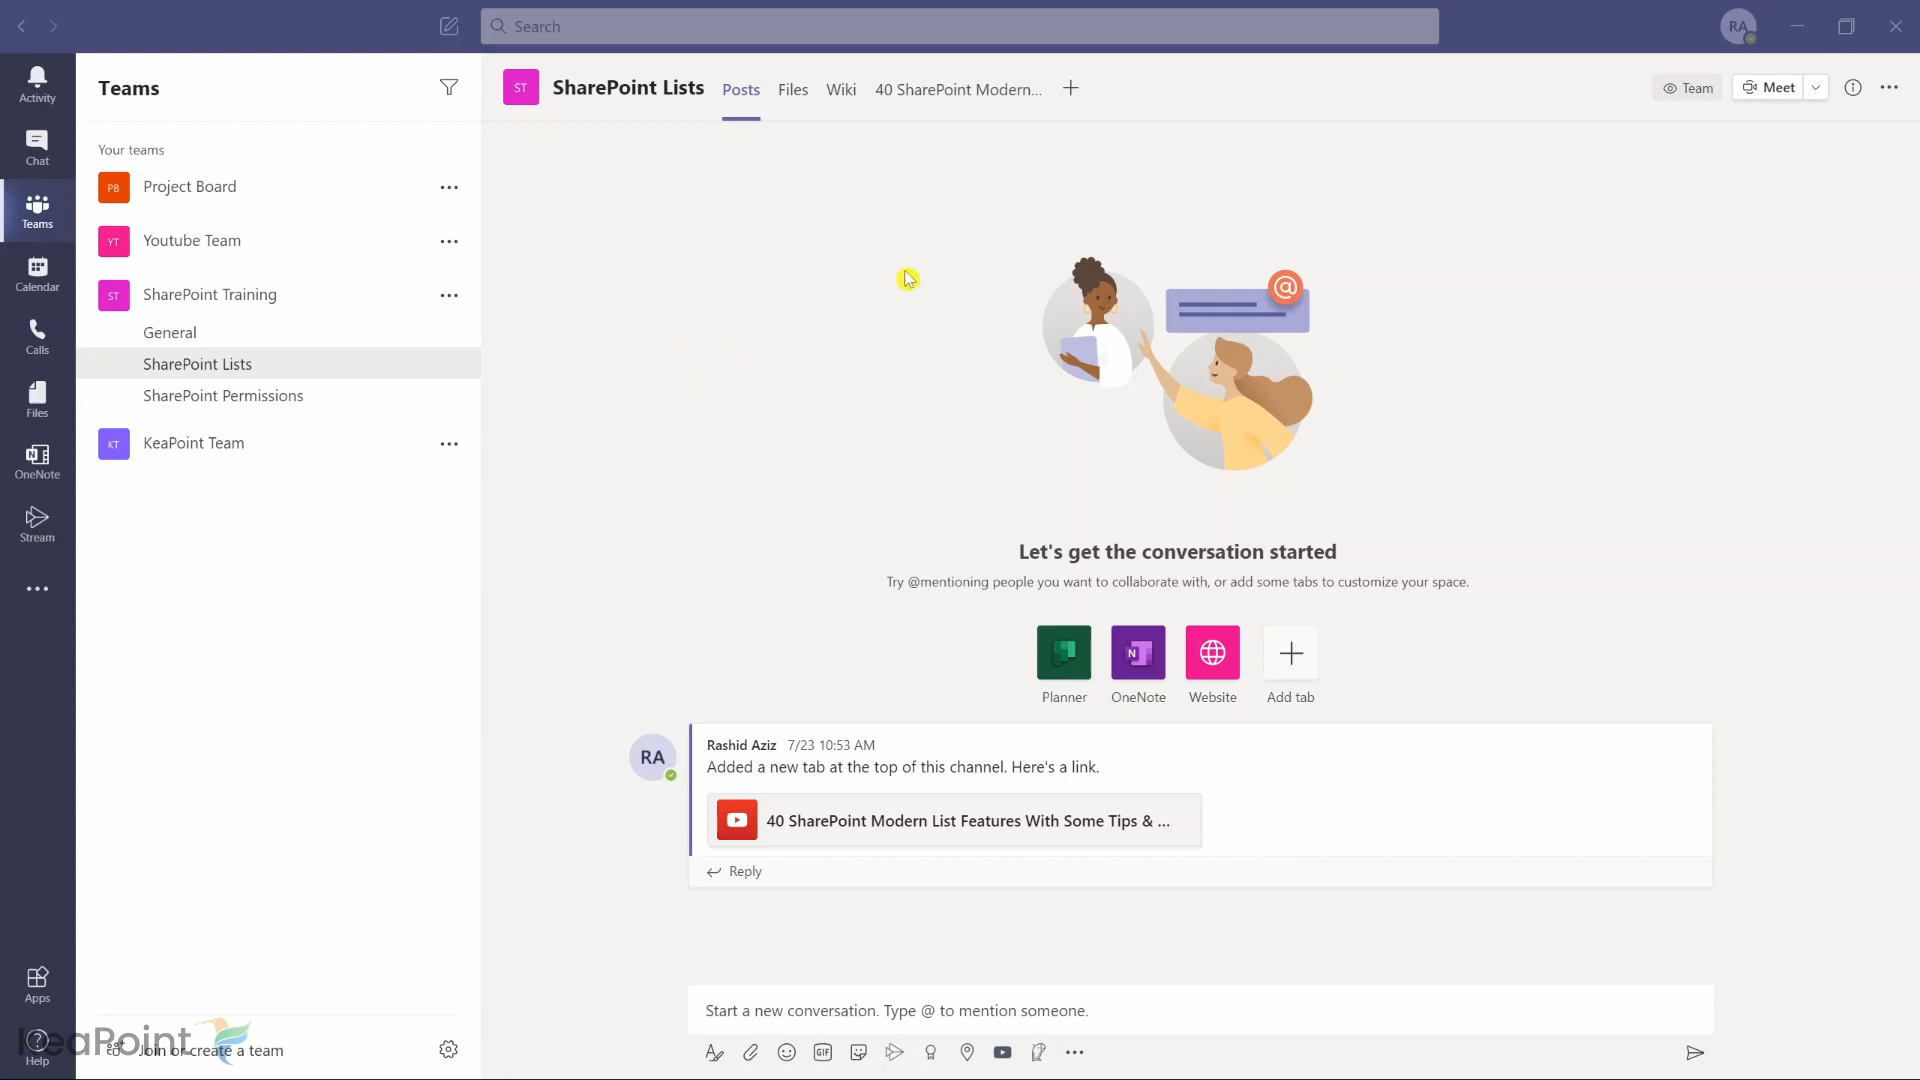 Search
RA
Activity
Chat
Teams
Calendar
Calls
Files
OneNote
Stream
Apps
Help
Teams
Your teams
PB Project Board
YT Youtube Team
ST SharePoint Training
General
SharePoint Lists
SharePoint Permissions
KT KeaPoint Team
KeaPoint
Join or create a team
ST SharePoint Lists Posts Files Wiki 40 SharePoint Modern...
Team Meet
@
Let's get the conversation started
Try @mentioning people you want to collaborate with, or add some tabs to customize your space.
N
Planner OneNote Website Add tab
RA
Rashid Aziz 7/23 10:53 AM
Added a new tab at the top of this channel. Here's a link.
40 SharePoint Modern List Features With Some Tips & ...
Reply
Start a new conversation. Type @ to mention someone.
GIF